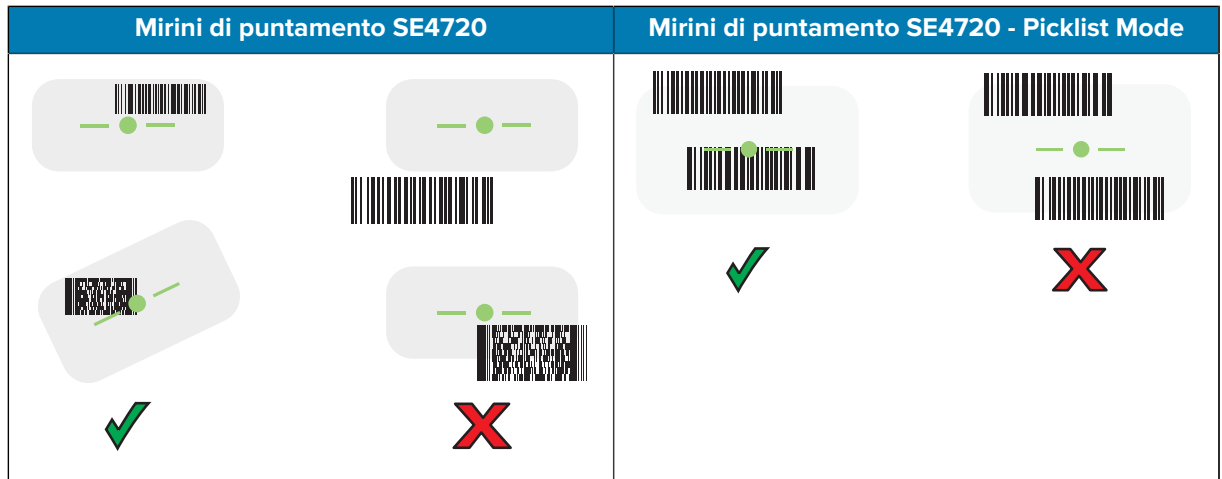 Mirini di puntamento SE4720
Mirini di puntamento SE4720 - Picklist Mode